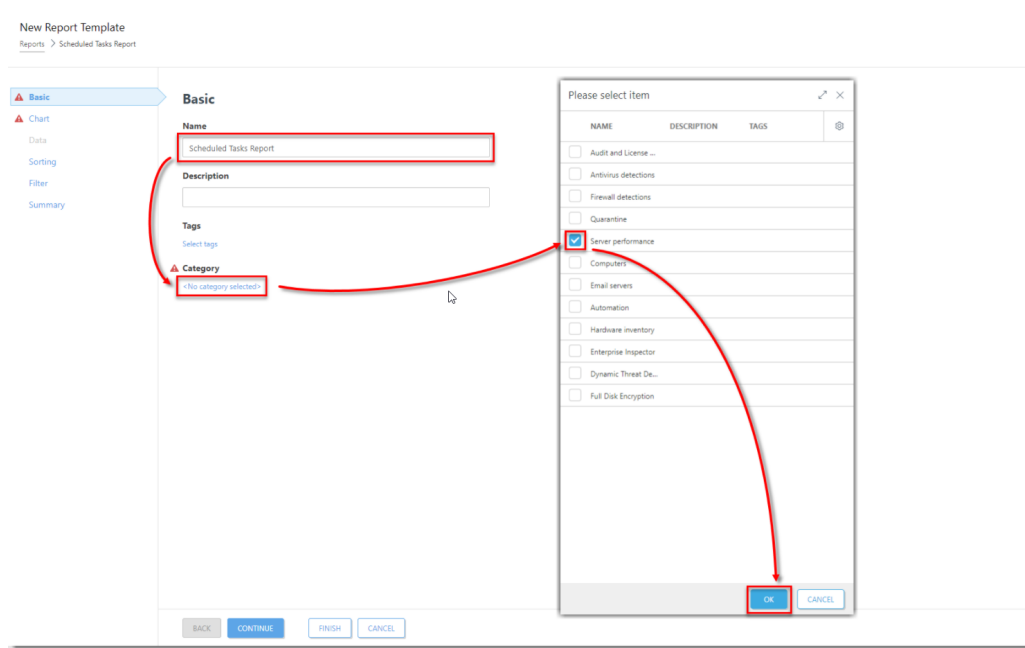 New Report Template
Reports > Scheduled Tasks Report
Basic
Chart
Data
Sorting
Filter
Summary
Basic
Name
Scheduled Tasks Report
Description
Tags
Select tags
Category
<No category selected>
BACK
CONTINUE
FINISH
CANCEL
Please select item
NAME DESCRIPTION TAGS
Audit and License ...
Antivirus detections
Firewall detections
Quarantine
Server performance
Computers
Email servers
Automation
Hardware inventory
Enterprise Inspector
Dynamic Threat De...
Full Disk Encryption
OK
CANCEL